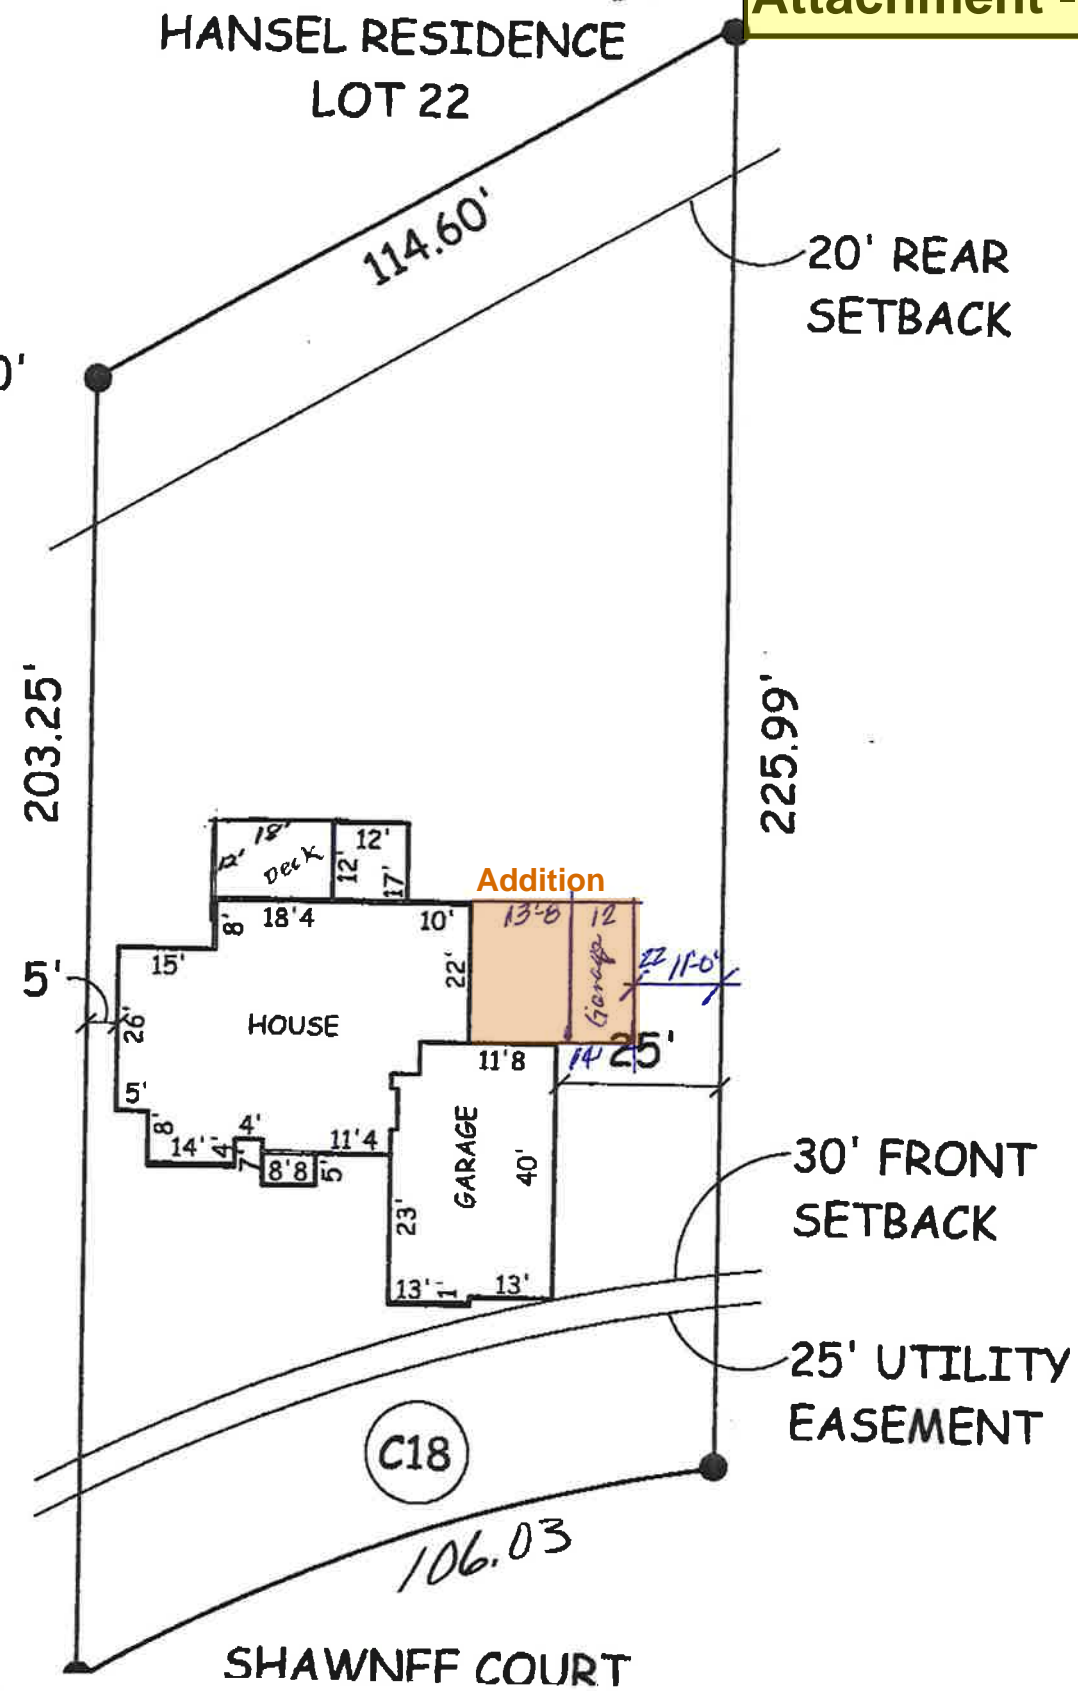 Attachment -
HANSEL RESIDENCE
LOT 22
114.60'
20' REAR
SETBACK
0'
203.25'
225.99'
18'
12'
Deck
12'
12'
17'
Addition
8'
18'4
10'
13'-8
12
15'
22'
Garage
22
11'-0"
5'
26'
HOUSE
14'
25'
11'8
5'
8'
14'
4
4'
7'
8'8
5'
11'4
GARAGE
40'
23'
30' FRONT
SETBACK
13'
1
13'
25' UTILITY
EASEMENT
C18
106.03
SHAWNFF COURT